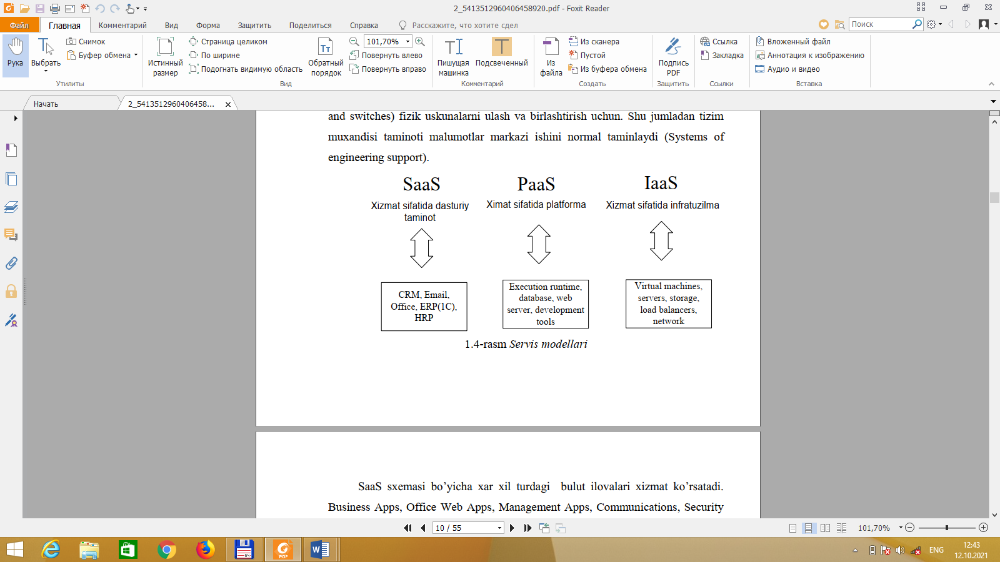 2_5413512960406458920.pdf - Foxit Reader
Файл Главная Комментарий Вид Форма Защитить Поделиться Справка Расскажите, что хотите сделать Поиск
Рука
Выбрать
Снимок
Буфер обмена
Утилиты
Истинный размер
Страница целиком
По ширине
Подогнать видимую область
Обратный порядок
101,70%
Повернуть влево
Повернуть вправо
Вид
Пишущая машинка
Подсвеченный
Комментарий
Из файла
Из сканера
Пустой
Из буфера обмена
Создать
Подпись PDF
Защитить
Ссылка
Закладка
Ссылки
Вложенный файл
Аннотация к изображению
Аудио и видео
Вставка
Начать 2_5413512960406458...
and switches) fizik uskunalarni ulash va birlashtirish uchun. Shu jumladan tizim
muxandisi taminoti malumotlar markazi ishini normal taminlaydi (Systems of
engineering support).
SaaS
Xizmat sifatida dasturiy
taminot
CRM, Email,
Office, ERP(1C),
HRP
PaaS
Ximat sifatida platforma
Execution runtime,
database, web
server, development
tools
IaaS
Xizmat sifatida infratuzilma
Virtual machines,
servers, storage,
load balancers,
network
1.4-rasm Servis modellari
SaaS sxemasi bo’yicha xar xil turdagi bulut ilovalari xizmat ko’rsatadi.
Business Apps, Office Web Apps, Management Apps, Communications, Security
10 / 55 101,70%
64
PDF
ENG
12:43
12.10.2021